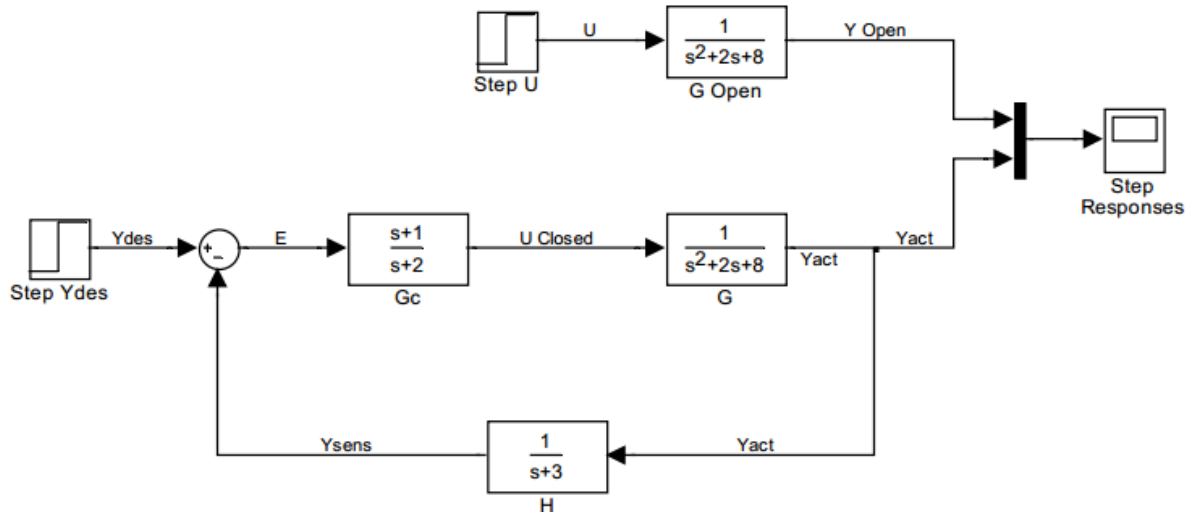 U
1
s2+2s+8
Y Open
Step U
G Open
Step
Responses
Ydes
+
−
E
s+1
s+2
U Closed
1
s2+2s+8
Yact
Yact
Step Ydes
Gc
G
Ysens
1
s+3
Yact
H